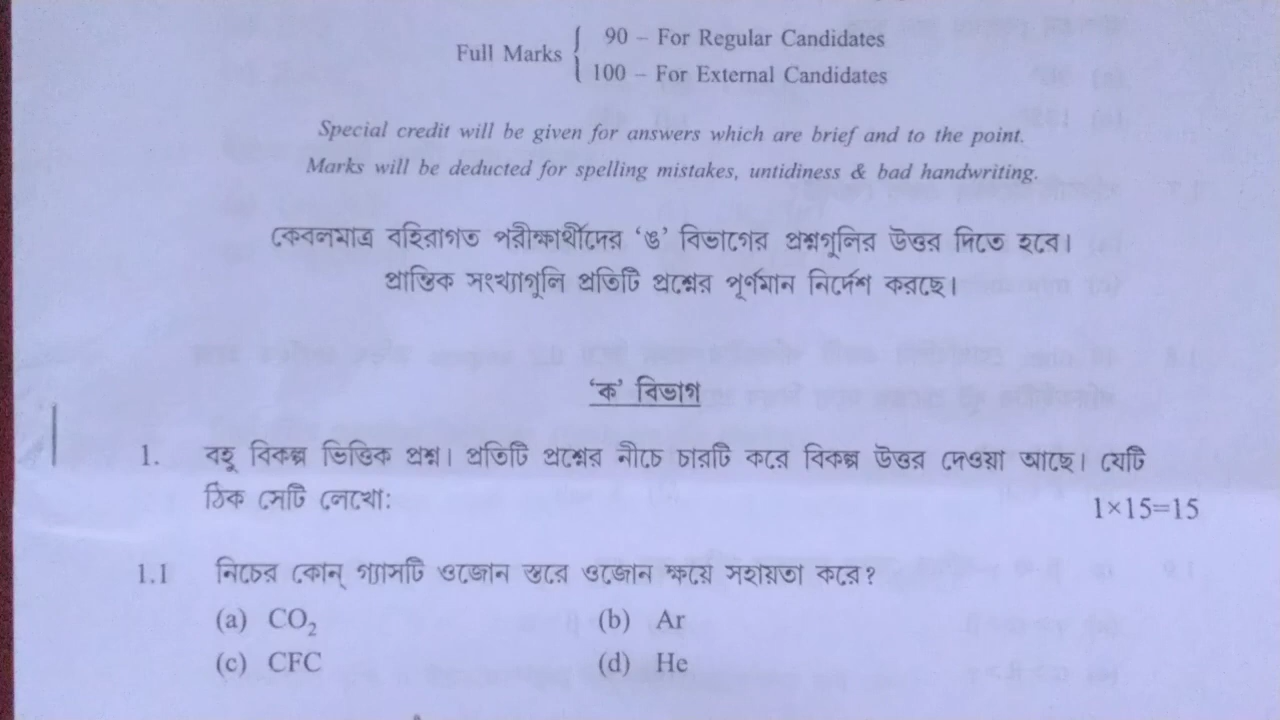 Full Marks { 90 – For Regular Candidates
100 – For External Candidates
Special credit will be given for answers which are brief and to the point.
Marks will be deducted for spelling mistakes, untidiness & bad handwriting.
কেবলমাত্র বহিরাগত পরীক্ষার্থীদের ‘ঙ’ বিভাগের প্রশ্নগুলির উত্তর দিতে হবে।
প্রান্তিক সংখ্যাগুলি প্রতিটি প্রশ্নের পূর্ণমান নির্দেশ করছে।
‘ক’ বিভাগ
1. বহু বিকল্প ভিত্তিক প্রশ্ন। প্রতিটি প্রশ্নের নীচে চারটি করে বিকল্প উত্তর দেওয়া আছে। যেটি
ঠিক সেটি লেখো: 1×15=15
1.1 নিচের কোন্ গ্যাসটি ওজোন স্তরে ওজোন ক্ষয়ে সহায়তা করে?
(a) CO₂ (b) Ar
(c) CFC (d) He